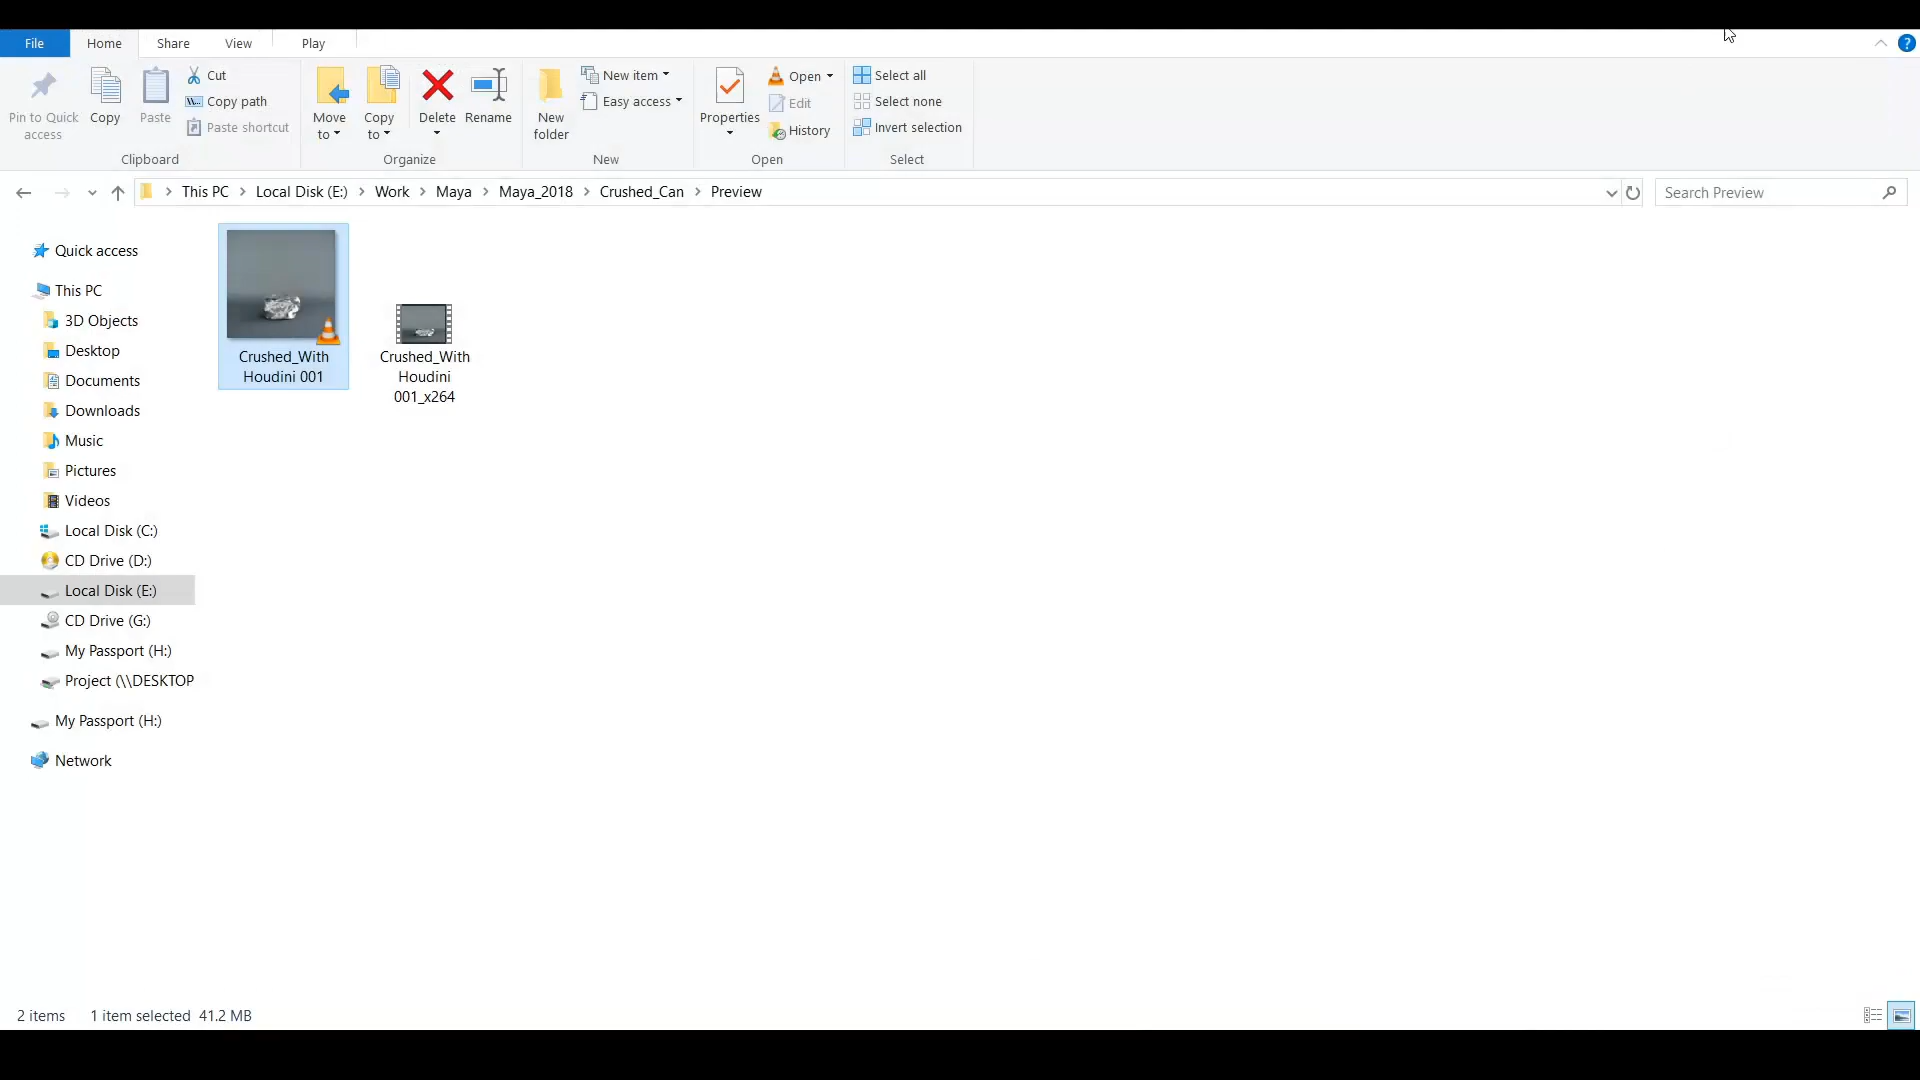 File Home Share View Play ?
Pin to Quick access
Copy
Paste
Cut
Copy path
Paste shortcut
Clipboard
Move to
Copy to
Delete
Rename
Organize
New folder
New item
Easy access
New
Properties
Open
Edit
History
Open
Select all
Select none
Invert selection
Select
This PC > Local Disk (E:) > Work > Maya > Maya_2018 > Crushed_Can > Preview
Search Preview
Quick access
This PC
3D Objects
Desktop
Documents
Downloads
Music
Pictures
Videos
Local Disk (C:)
CD Drive (D:)
Local Disk (E:)
CD Drive (G:)
My Passport (H:)
Project (\\DESKTOP
My Passport (H:)
Network
Crushed_With
Houdini 001
Crushed_With
Houdini
001_x264
2 items 1 item selected 41.2 MB